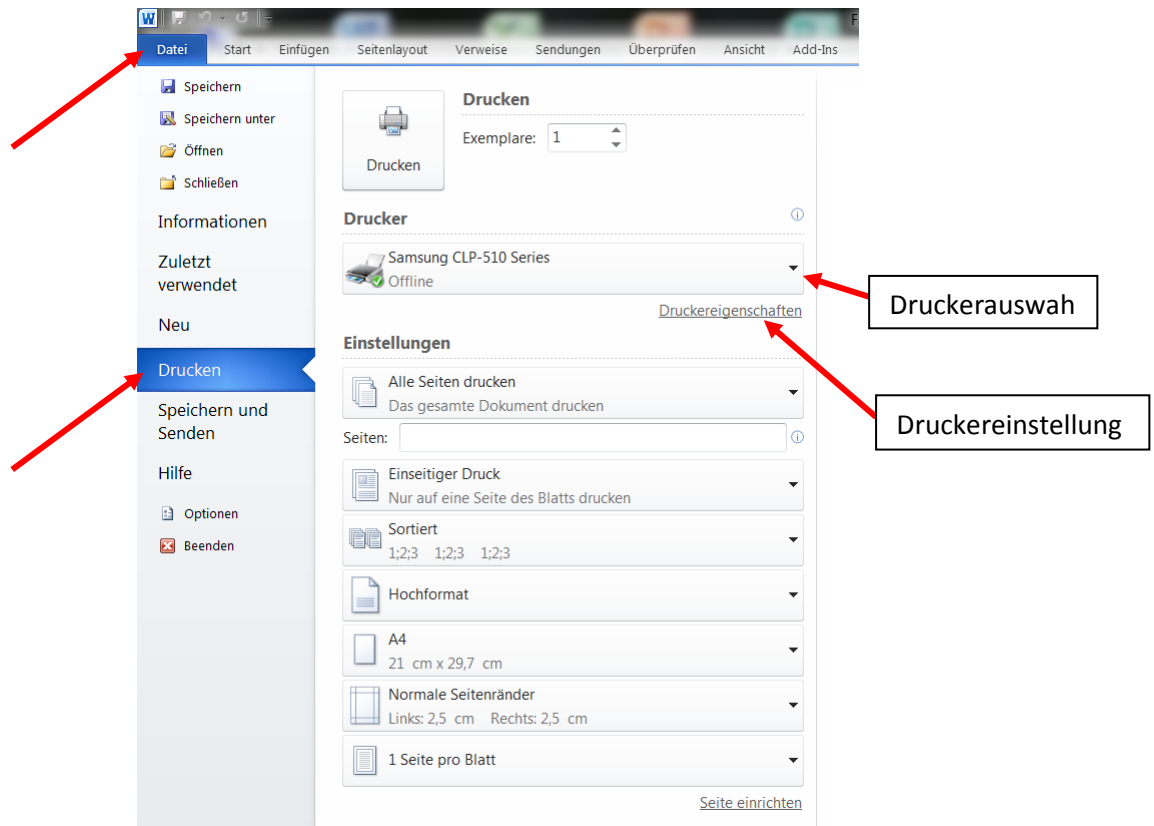 W
F
Datei Start Einfügen Seitenlayout Verweise Sendungen Überprüfen Ansicht Add-Ins
Speichern
Speichern unter
Öffnen
Schließen
Informationen
Zuletzt
verwendet
Neu
Drucken
Speichern und
Senden
Hilfe
Optionen
Beenden
Drucken
Drucken
Exemplare: 1
Drucker
Samsung CLP-510 Series
Offline
Druckereigenschaften
Einstellungen
Alle Seiten drucken
Das gesamte Dokument drucken
Seiten:
Einseitiger Druck
Nur auf eine Seite des Blatts drucken
Sortiert
1;2;3 1;2;3 1;2;3
Hochformat
A4
21 cm x 29,7 cm
Normale Seitenränder
Links: 2,5 cm Rechts: 2,5 cm
1 Seite pro Blatt
Seite einrichten
Druckerauswah
Druckereinstellung